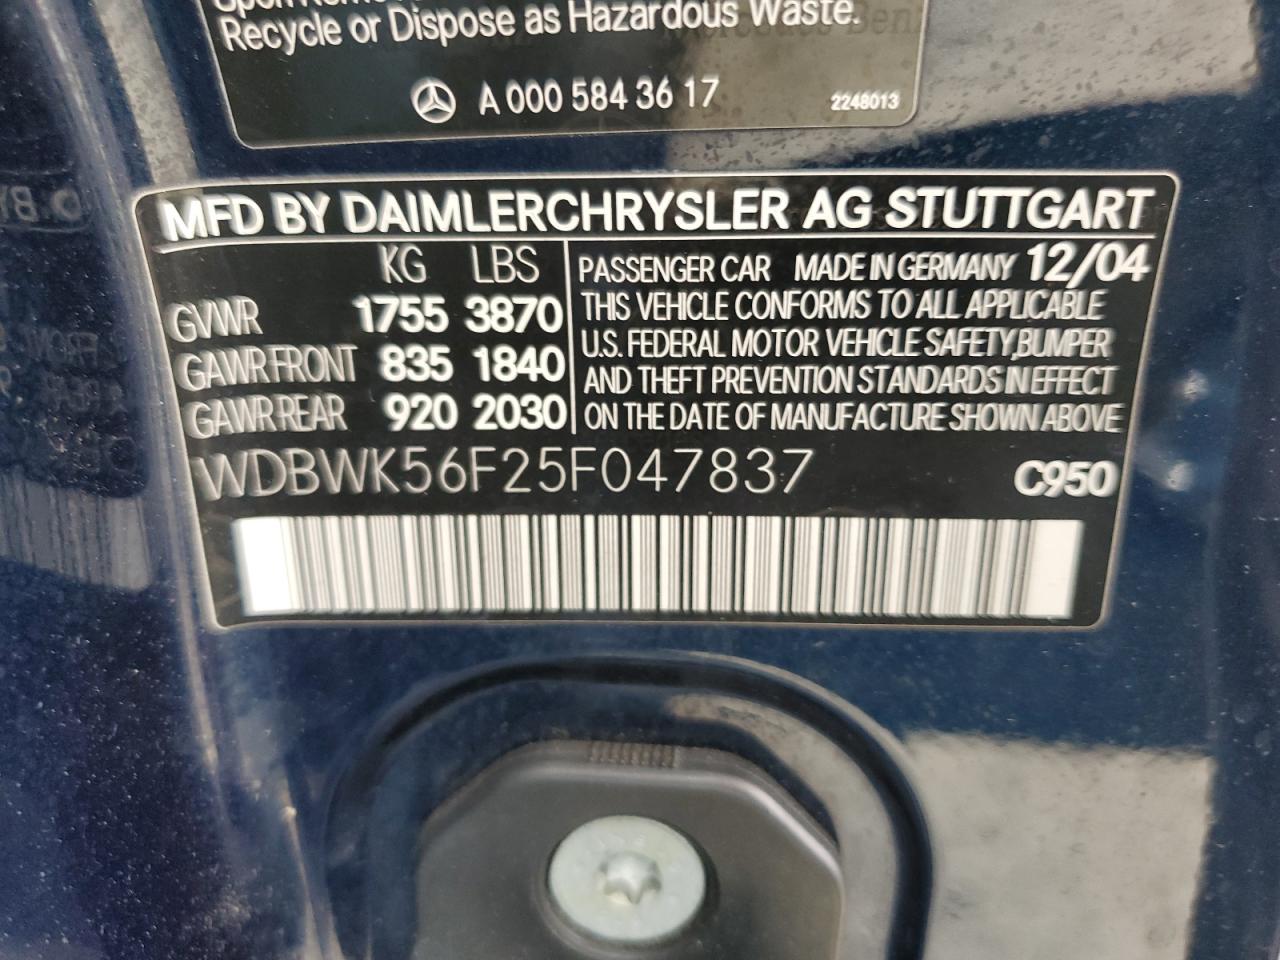 Recycle or Dispose as Hazardous Waste.
A 000 584 36 17
2248013
MFD BY DAIMLERCHRYSLER AG STUTTGART
KG LBS
GVWR 1755 3870
GAWR FRONT 835 1840
GAWR REAR 920 2030
PASSENGER CAR MADE IN GERMANY 12/04
THIS VEHICLE CONFORMS TO ALL APPLICABLE
U.S. FEDERAL MOTOR VEHICLE SAFETY,BUMPER
AND THEFT PREVENTION STANDARDS IN EFFECT
ON THE DATE OF MANUFACTURE SHOWN ABOVE
WDBWK56F25F047837
C950